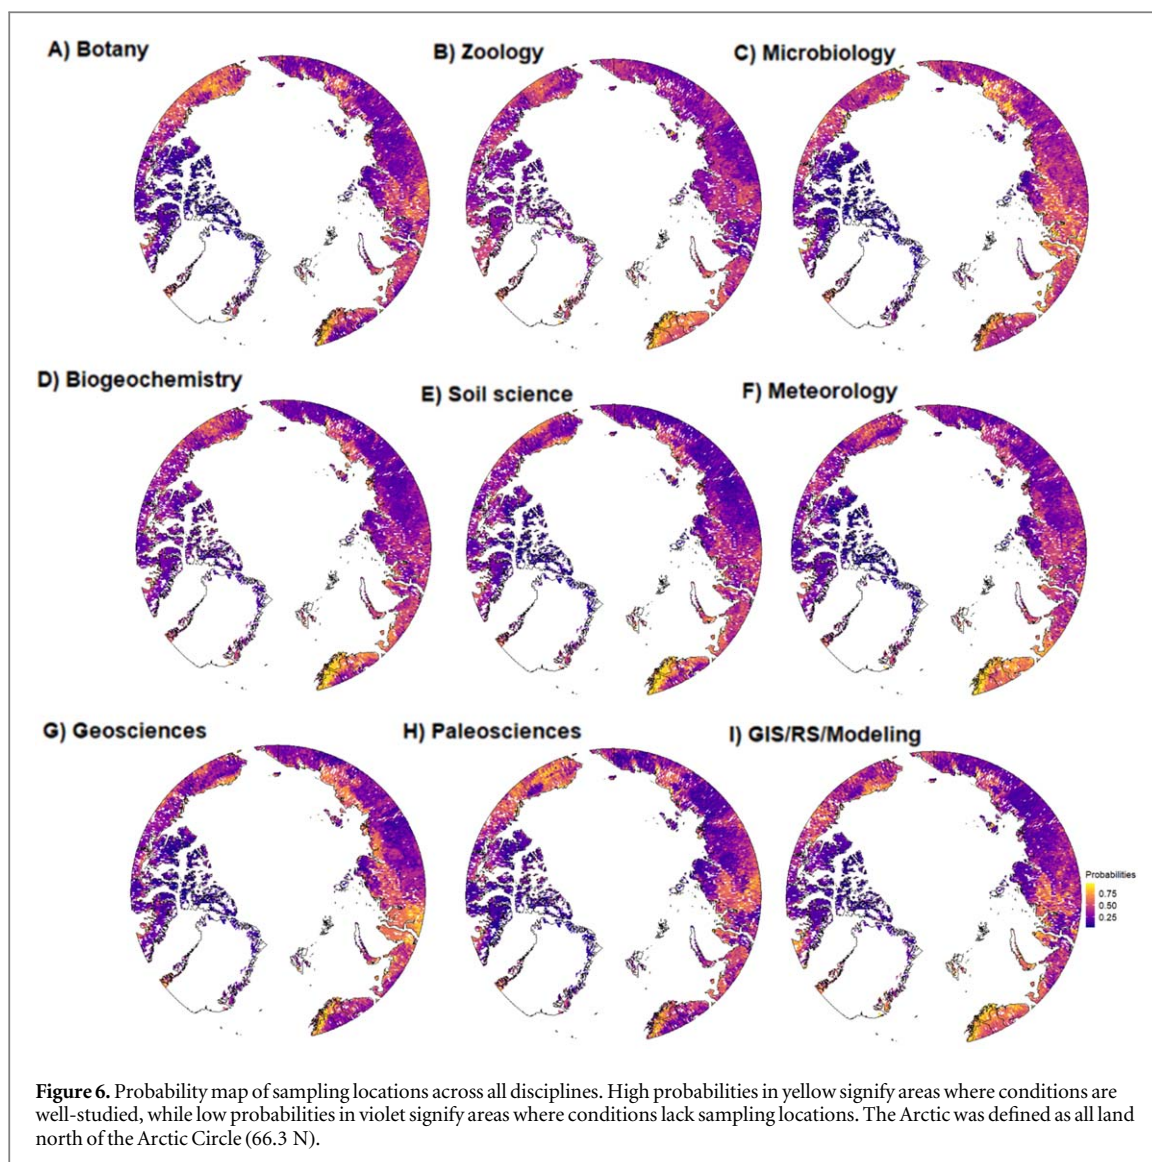 A) Botany
B) Zoology
C) Microbiology
D) Biogeochemistry
E) Soil science
F) Meteorology
G) Geosciences
H) Paleosciences
I) GIS/RS/Modeling
Probabilities
0.75
0.50
0.25
Figure 6. Probability map of sampling locations across all disciplines. High probabilities in yellow signify areas where conditions are
well-studied, while low probabilities in violet signify areas where conditions lack sampling locations. The Arctic was defined as all land
north of the Arctic Circle (66.3 N).